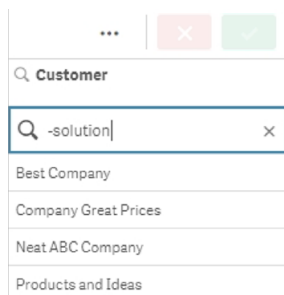 •••
Customer
-solution
Best Company
Company Great Prices
Neat ABC Company
Products and Ideas